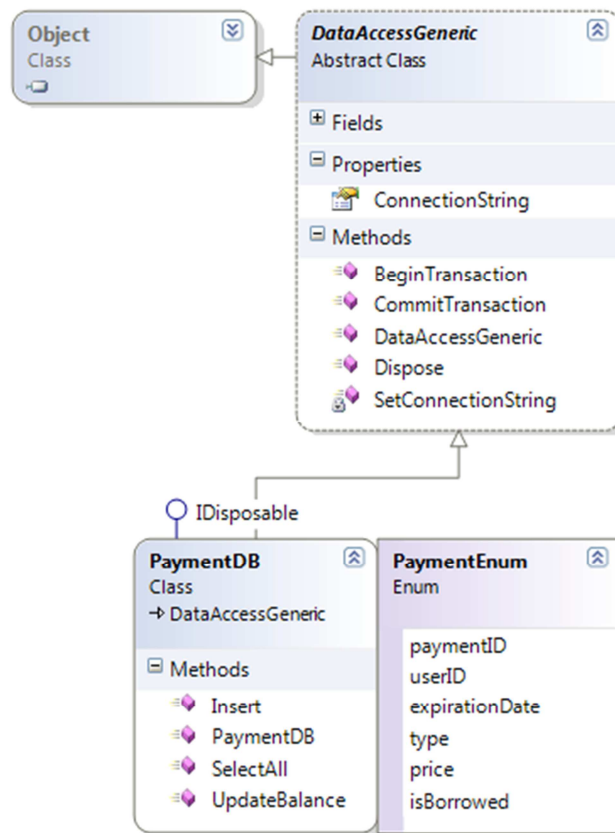 Object
Class
DataAccessGeneric
Abstract Class
Fields
Properties
ConnectionString
Methods
BeginTransaction
CommitTransaction
DataAccessGeneric
Dispose
SetConnectionString
IDisposable
PaymentDB
Class
DataAccessGeneric
Methods
Insert
PaymentDB
SelectAll
UpdateBalance
PaymentEnum
Enum
paymentID
userID
expirationDate
type
price
isBorrowed